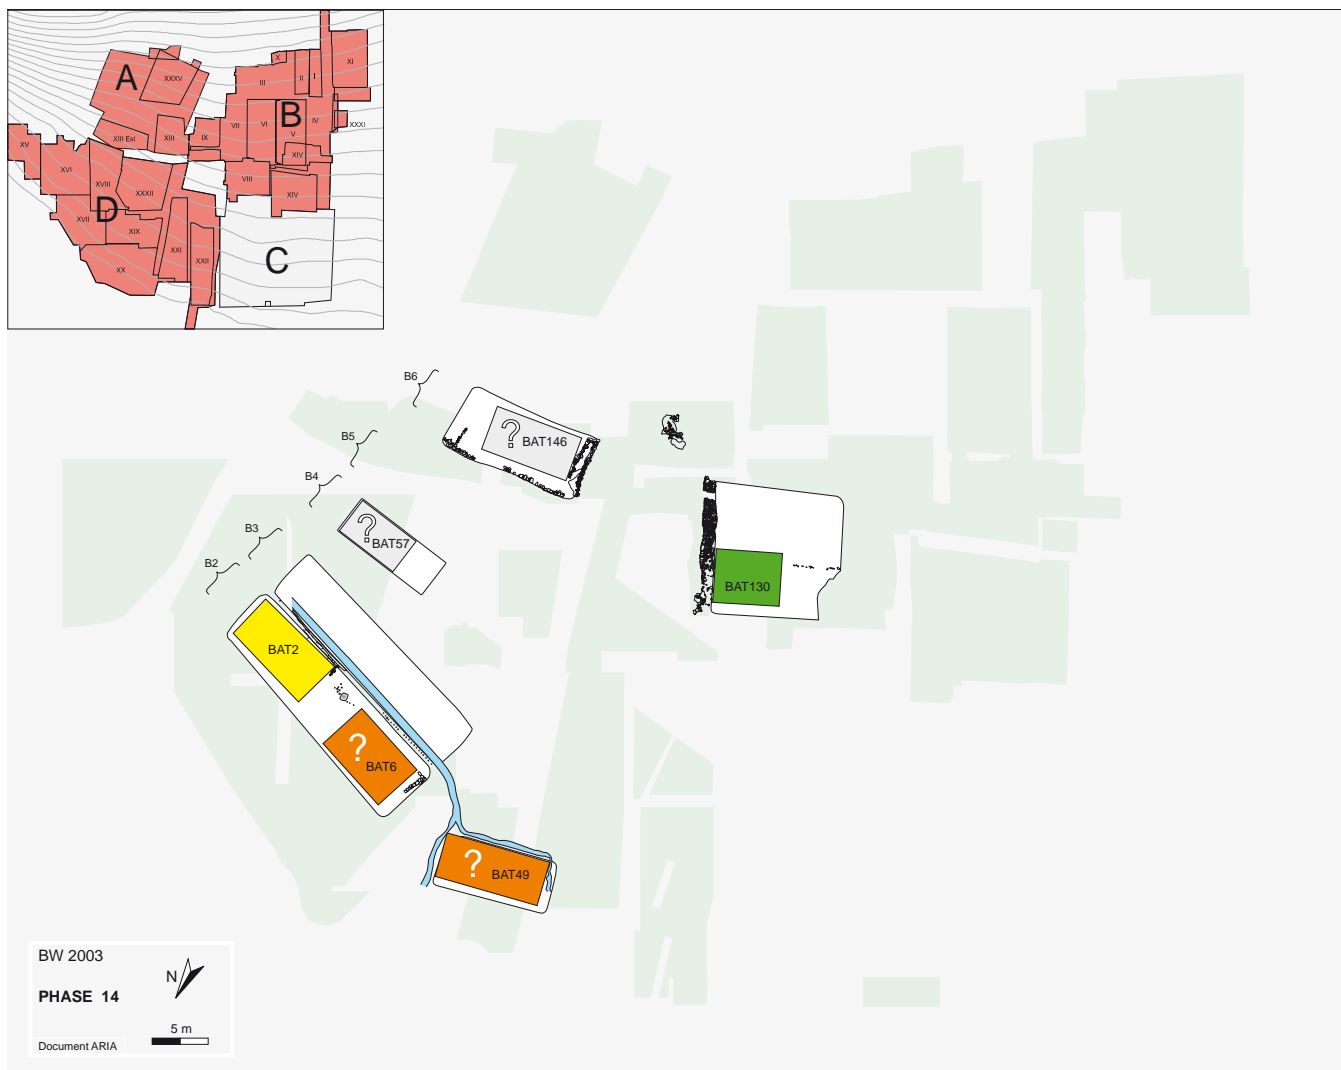 A
XXXV
XIII Est
XIII
IX
X
III
II
I
XI
B
VII
VI
V
IV
XXXI
XIV
VIII
XIV
XV
XVI
XVIII
XXXII
D
XVII
XIX
XXI
XXII
XX
C
B6
B5
B4
B3
B2
? BAT146
? BAT57
BAT130
BAT2
? BAT6
? BAT49
BW 2003
N
PHASE 14
5 m
Document ARIA